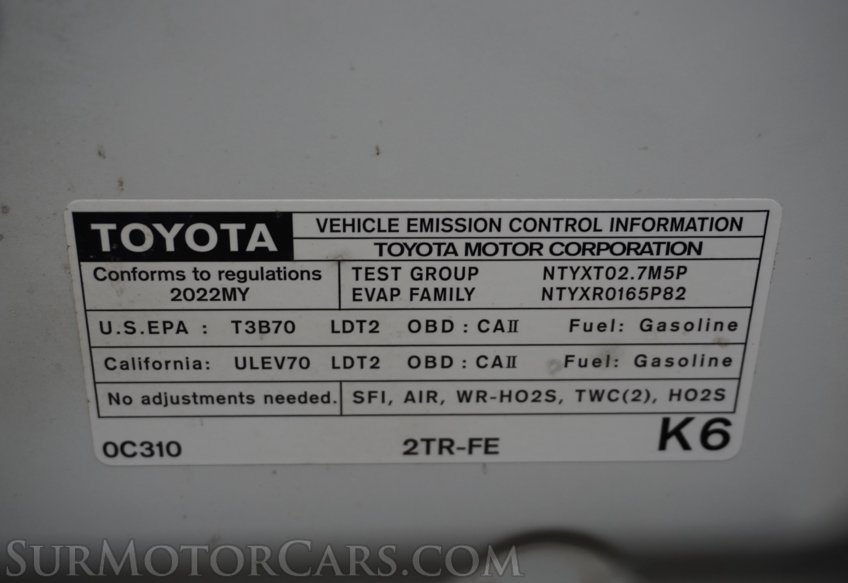 TOYOTA
VEHICLE EMISSION CONTROL INFORMATION
TOYOTA MOTOR CORPORATION
Conforms to regulations
2022MY
TEST GROUP NTYXT02.7M5P
EVAP FAMILY NTYXR0165P82
U.S.EPA : T3B70 LDT2 OBD : CAⅡ Fuel: Gasoline
California: ULEV70 LDT2 OBD : CAⅡ Fuel: Gasoline
No adjustments needed. SFI, AIR, WR-HO2S, TWC(2), HO2S
0C310 2TR-FE K6
SurMotorCars.com